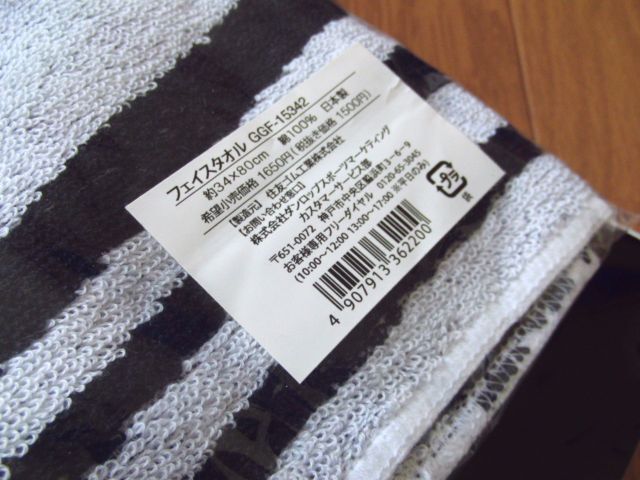 フェイスタオル GGF-15342
約34×80cm 綿100% 日本製
希望小売価格 1650円(税抜き価格 1500円)
【製造元】住友ゴム工業株式会社
【お問い合わせ窓口】
株式会社ダンロップスポーツマーケティング
カスタマーサービス部
〒651-0072 神戸市中央区脇浜町3-6-9
お客様専用フリーダイヤル 0120-65-3045
(10:00～12:00 13:00～17:00 ※平日のみ)
プラ
袋
4 907913 362200